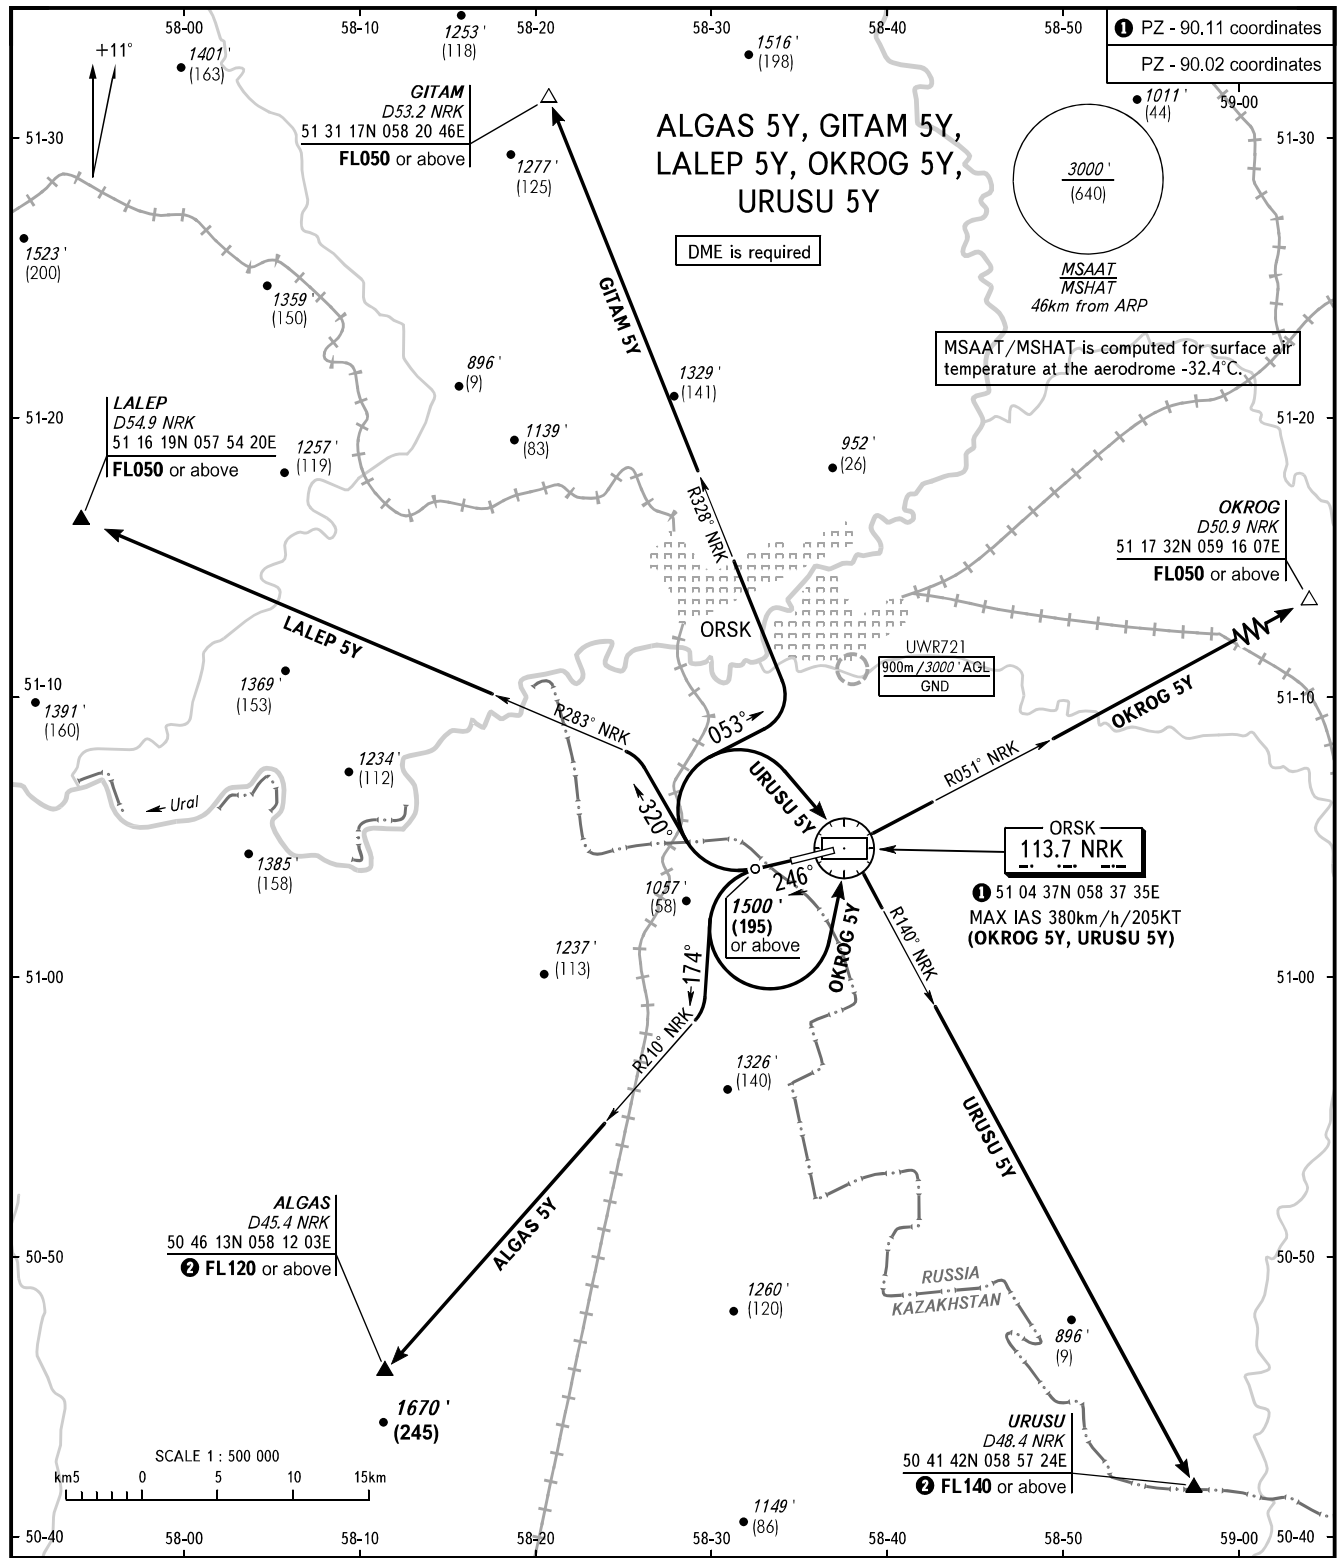 58-00
58-10
58-20
58-30
58-40
58-50
❶ PZ - 90.11 coordinates
PZ - 90.02 coordinates
59-00
+11°
1401'
(163)
1253'
(118)
1516'
(198)
1011'
(44)
GITAM
D53.2 NRK
51 31 17N 058 20 46E
FL050 or above
51-30
51-30
1277'
(125)
ALGAS 5Y, GITAM 5Y,
LALEP 5Y, OKROG 5Y,
URUSU 5Y
DME is required
3000'
(640)
MSAAT
MSHAT
46km from ARP
MSAAT/MSHAT is computed for surface air
temperature at the aerodrome -32.4°C.
1523'
(200)
1359'
(150)
GITAM 5Y
896'
(9)
1329'
(141)
LALEP
D54.9 NRK
51 16 19N 057 54 20E
FL050 or above
51-20
51-20
1257'
(119)
1139'
(83)
952'
(26)
R328° NRK
OKROG
D50.9 NRK
51 17 32N 059 16 07E
FL050 or above
LALEP 5Y
ORSK
UWR721
900m/3000' AGL
GND
51-10
51-10
1369'
(153)
1391'
(160)
R283° NRK
053°
OKROG 5Y
1234'
(112)
R051° NRK
URUSU 5Y
Ural
320°
1385'
(158)
ORSK
113.7 NRK
❶ 51 04 37N 058 37 35E
MAX IAS 380km/h/205KT
(OKROG 5Y, URUSU 5Y)
246°
1057'
(58)
1500'
(195)
or above
OKROG 5Y
R140° NRK
1237'
(113)
174°
51-00
51-00
R210° NRK
1326'
(140)
URUSU 5Y
ALGAS
D45.4 NRK
50 46 13N 058 12 03E
❷ FL120 or above
ALGAS 5Y
50-50
50-50
RUSSIA
KAZAKHSTAN
1260'
(120)
896'
(9)
1670'
(245)
URUSU
D48.4 NRK
50 41 42N 058 57 24E
❷ FL140 or above
SCALE 1 : 500 000
km5 0 5 10 15km
1149'
(86)
50-40
58-00
58-10
58-20
58-30
58-40
58-50
59-00
50-40